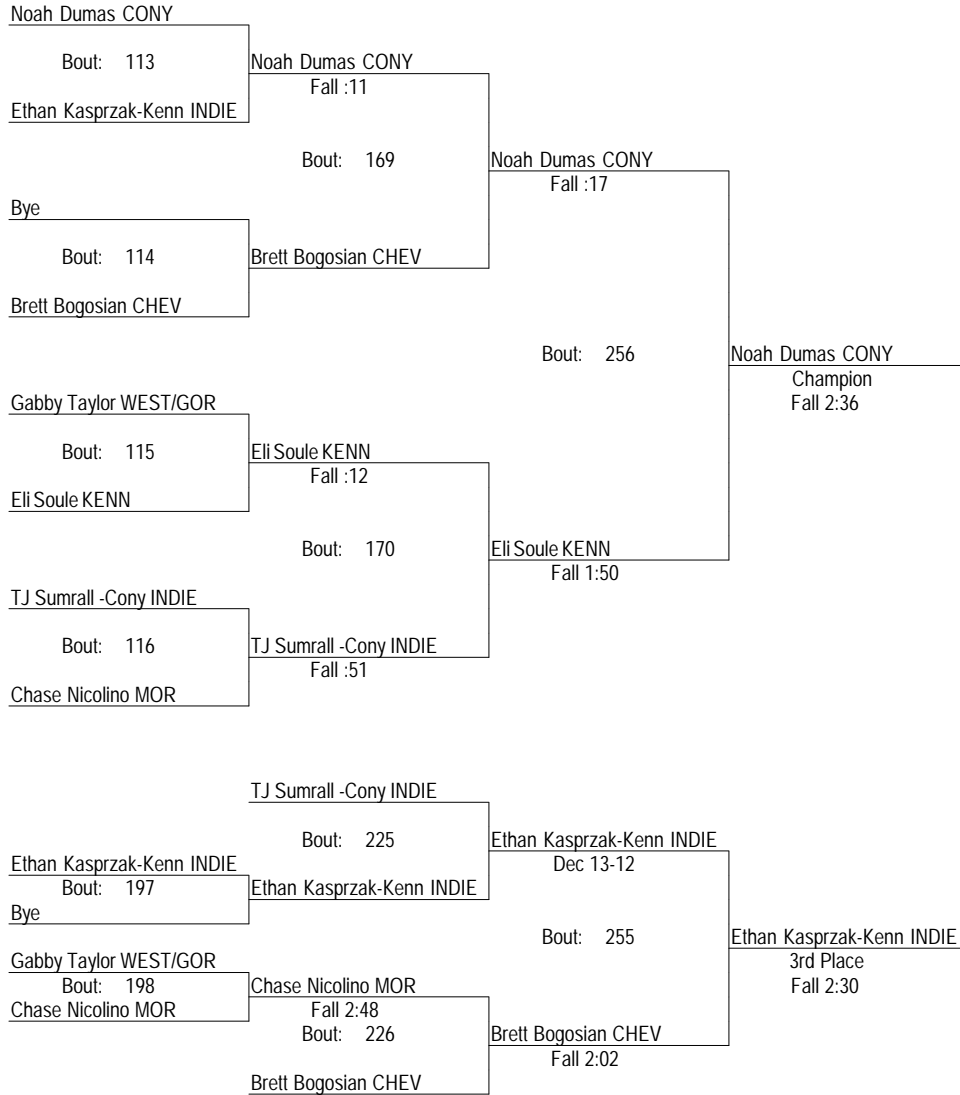 Noah Dumas CONY
Bout: 113
Noah Dumas CONY
Fall :11
Ethan Kasprzak-Kenn INDIE
Bout: 169
Noah Dumas CONY
Fall :17
Bye
Bout: 114
Brett Bogosian CHEV
Brett Bogosian CHEV
Bout: 256
Noah Dumas CONY
Champion
Fall 2:36
Gabby Taylor WEST/GOR
Bout: 115
Eli Soule KENN
Fall :12
Eli Soule KENN
Bout: 170
Eli Soule KENN
Fall 1:50
TJ Sumrall -Cony INDIE
Bout: 116
TJ Sumrall -Cony INDIE
Fall :51
Chase Nicolino MOR
TJ Sumrall -Cony INDIE
Bout: 225
Ethan Kasprzak-Kenn INDIE
Dec 13-12
Ethan Kasprzak-Kenn INDIE
Bout: 197
Ethan Kasprzak-Kenn INDIE
Bye
Bout: 255
Ethan Kasprzak-Kenn INDIE
3rd Place
Fall 2:30
Gabby Taylor WEST/GOR
Bout: 198
Chase Nicolino MOR
Chase Nicolino MOR
Fall 2:48
Bout: 226
Brett Bogosian CHEV
Fall 2:02
Brett Bogosian CHEV